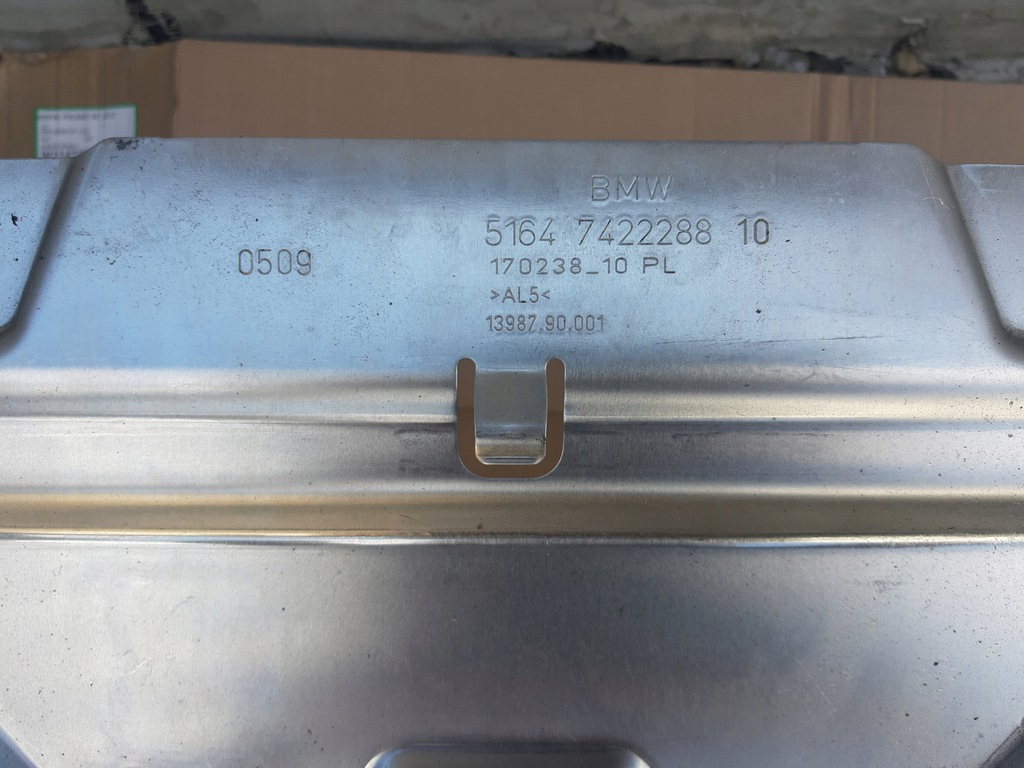 BMW
5164 7422288 10
0509
170238_10 PL
>AL5<
13987.90.001